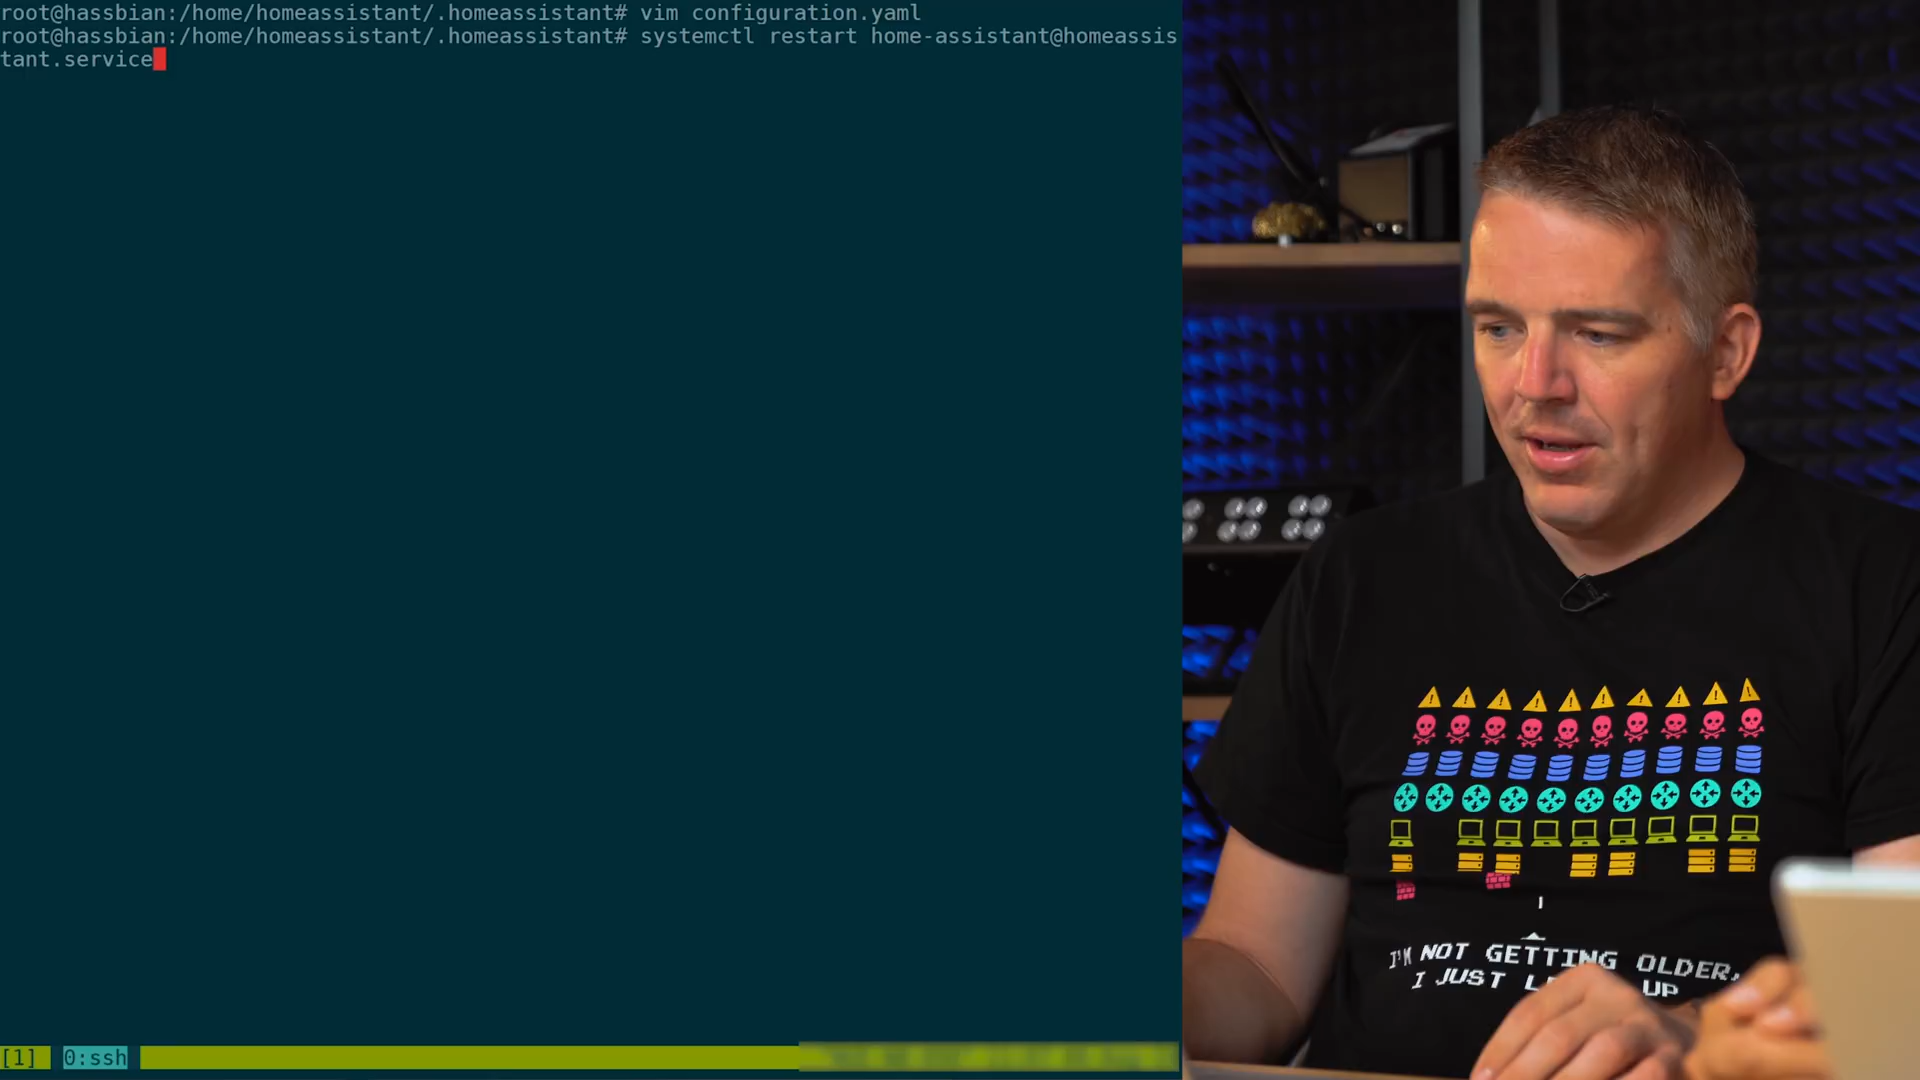 root@hassbian:/home/homeassistant/.homeassistant# vim configuration.yaml
root@hassbian:/home/homeassistant/.homeassistant# systemctl restart home-assistant@homeassis
tant.service
[1] 0:ssh
I'M NOT GETTING OLDER,
I JUST UP